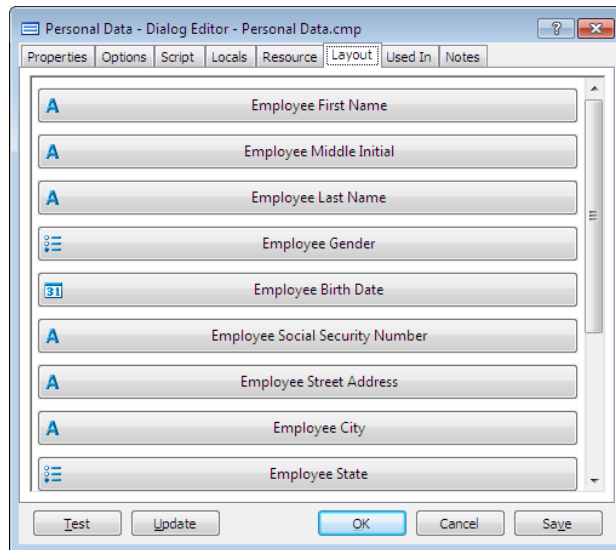 Personal Data - Dialog Editor - Personal Data.cmp
?
Properties Options Script Locals Resource Layout Used In Notes
A Employee First Name
A Employee Middle Initial
A Employee Last Name
Employee Gender
31 Employee Birth Date
A Employee Social Security Number
A Employee Street Address
A Employee City
Employee State
Test Update OK Cancel Save